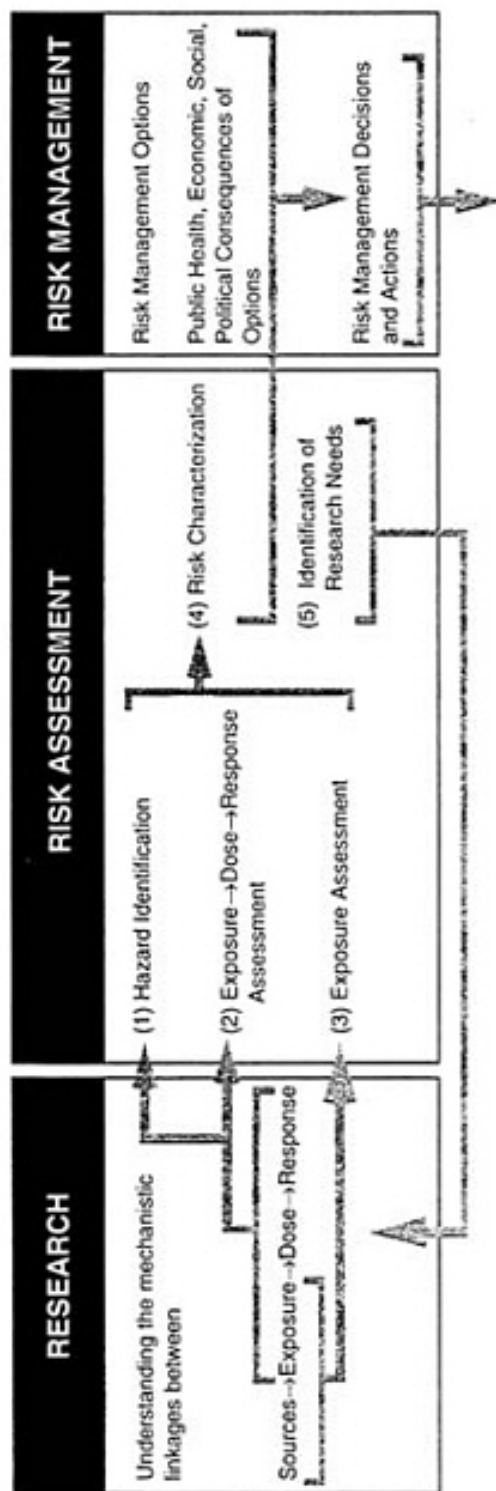 RESEARCH
Understanding the mechanistic
linkages between
Sources→Exposure→Dose→Response
RISK ASSESSMENT
(1) Hazard Identification
(2) Exposure→Dose→Response
Assessment
(3) Exposure Assessment
(4) Risk Characterization
(5) Identification of
Research Needs
RISK MANAGEMENT
Risk Management Options
Public Health, Economic, Social,
Political Consequences of
Options
Risk Management Decisions
and Actions